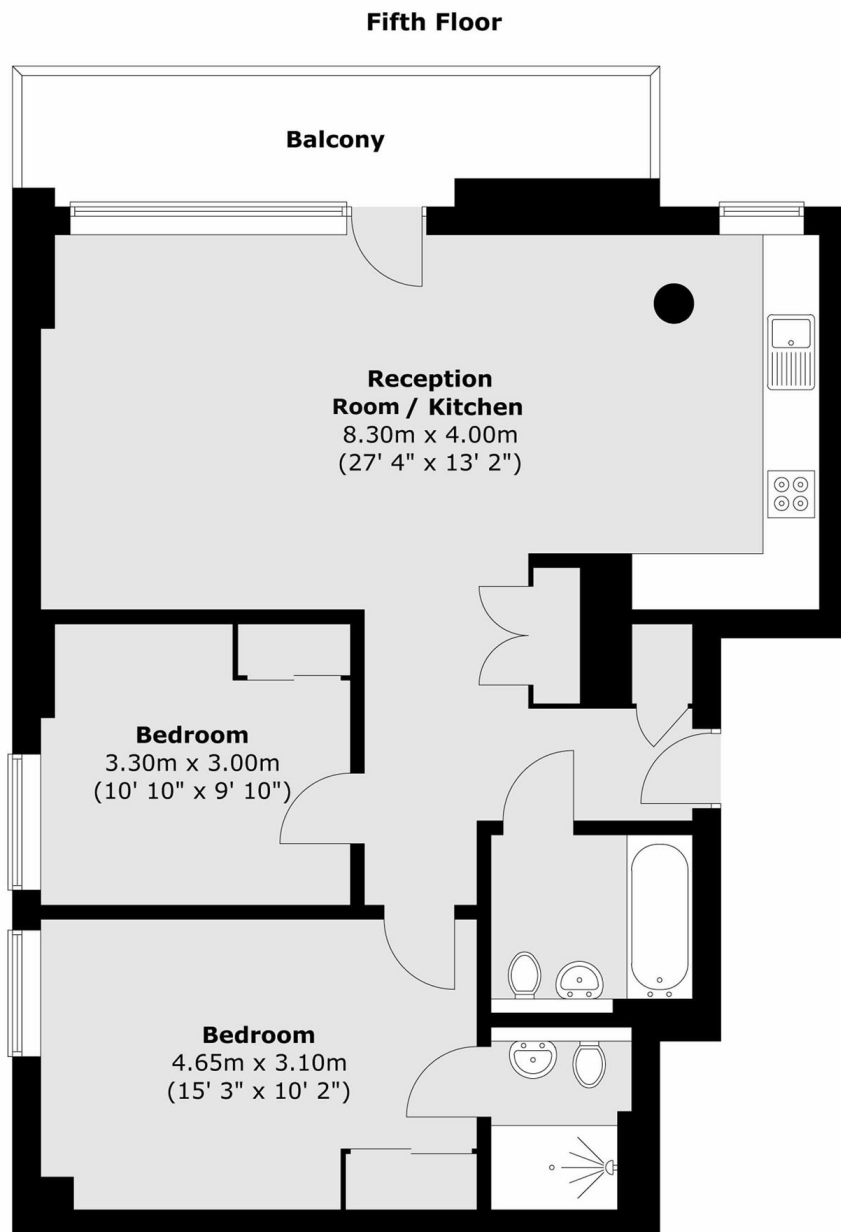 Fifth Floor
Balcony
Reception
Room / Kitchen
8.30m x 4.00m
(27' 4" x 13' 2")
Bedroom
3.30m x 3.00m
(10' 10" x 9' 10")
Bedroom
4.65m x 3.10m
(15' 3" x 10' 2")